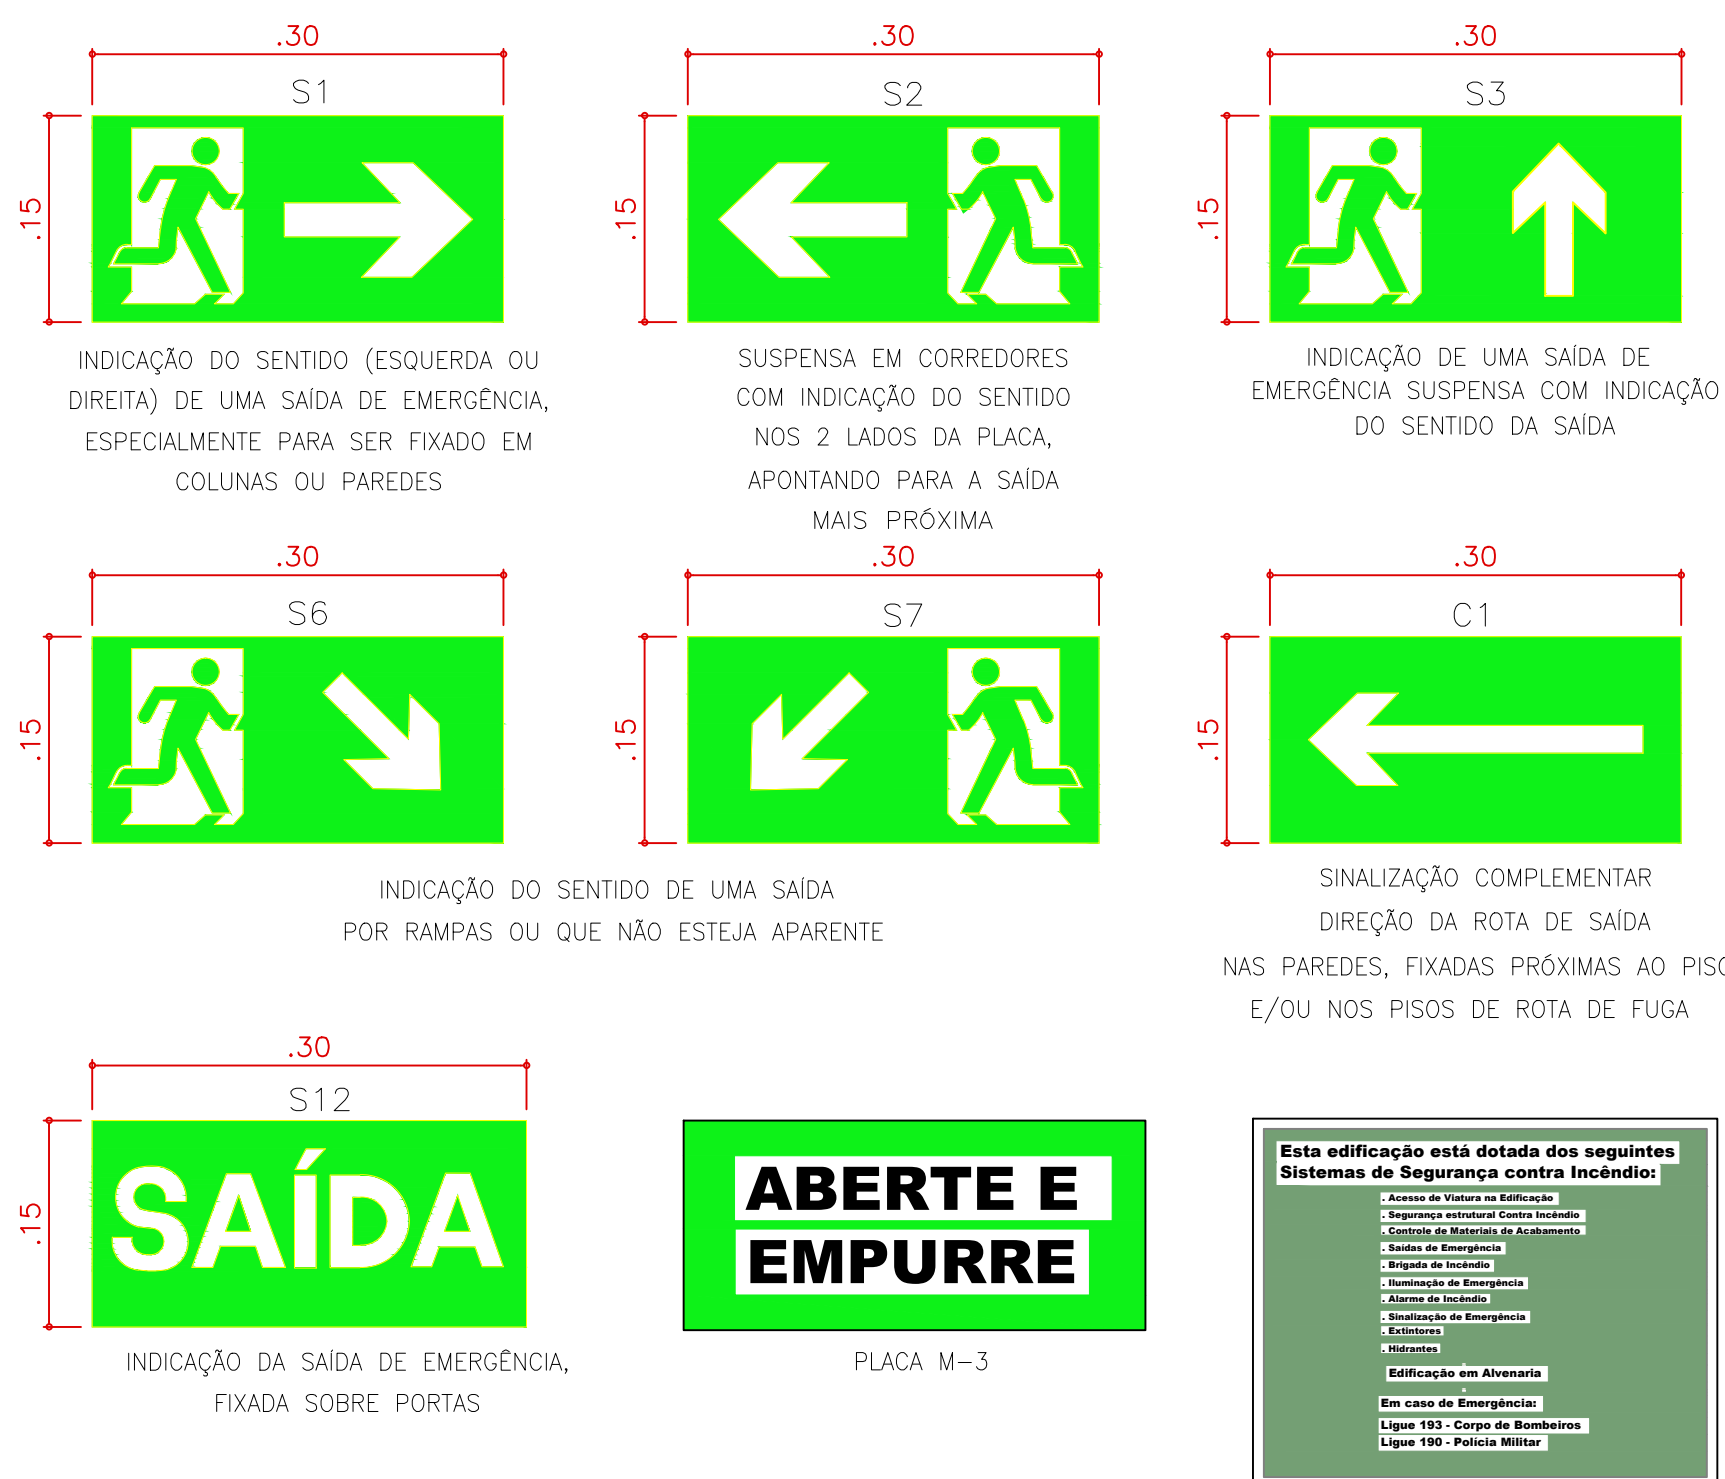 .30
S1
.15
INDICAÇÃO DO SENTIDO (ESQUERDA OU
DIREITA) DE UMA SAÍDA DE EMERGÊNCIA,
ESPECIALMENTE PARA SER FIXADO EM
COLUNAS OU PAREDES
.30
S2
.15
SUSPENSA EM CORREDORES
COM INDICAÇÃO DO SENTIDO
NOS 2 LADOS DA PLACA,
APONTANDO PARA A SAÍDA
MAIS PRÓXIMA
.30
S3
.15
INDICAÇÃO DE UMA SAÍDA DE
EMERGÊNCIA SUSPENSA COM INDICAÇÃO
DO SENTIDO DA SAÍDA
.30
S6
.15
.30
S7
.15
INDICAÇÃO DO SENTIDO DE UMA SAÍDA
POR RAMPAS OU QUE NÃO ESTEJA APARENTE
.30
C1
.15
SINALIZAÇÃO COMPLEMENTAR
DIREÇÃO DA ROTA DE SAÍDA
NAS PAREDES, FIXADAS PRÓXIMAS AO PISO
E/OU NOS PISOS DE ROTA DE FUGA
.30
S12
.15
SAÍDA
INDICAÇÃO DA SAÍDA DE EMERGÊNCIA,
FIXADA SOBRE PORTAS
ABERTE E
EMPURRE
PLACA M-3
Esta edificação está dotada dos seguintes
Sistemas de Segurança contra Incêndio:
. Acesso de Viatura na Edificação
. Segurança estrutural Contra Incêndio
. Controle de Materiais de Acabamento
. Saídas de Emergência
. Brigada de Incêndio
. Iluminação de Emergência
. Alarme de Incêndio
. Sinalização de Emergência
. Extintores
. Hidrantes
Edificação em Alvenaria
Em caso de Emergência:
Ligue 193 - Corpo de Bombeiros
Ligue 190 - Polícia Militar